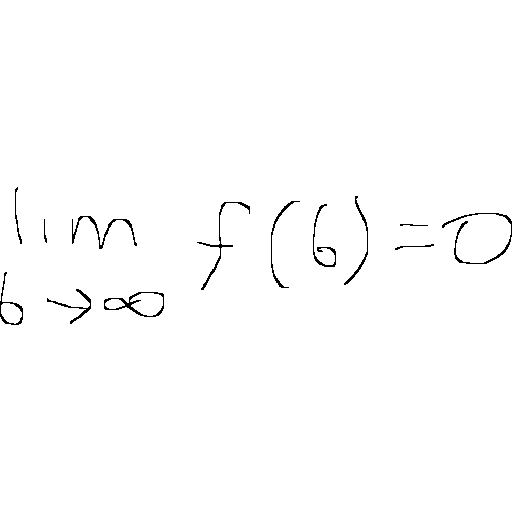 lim f(b) = 0
b → ∞